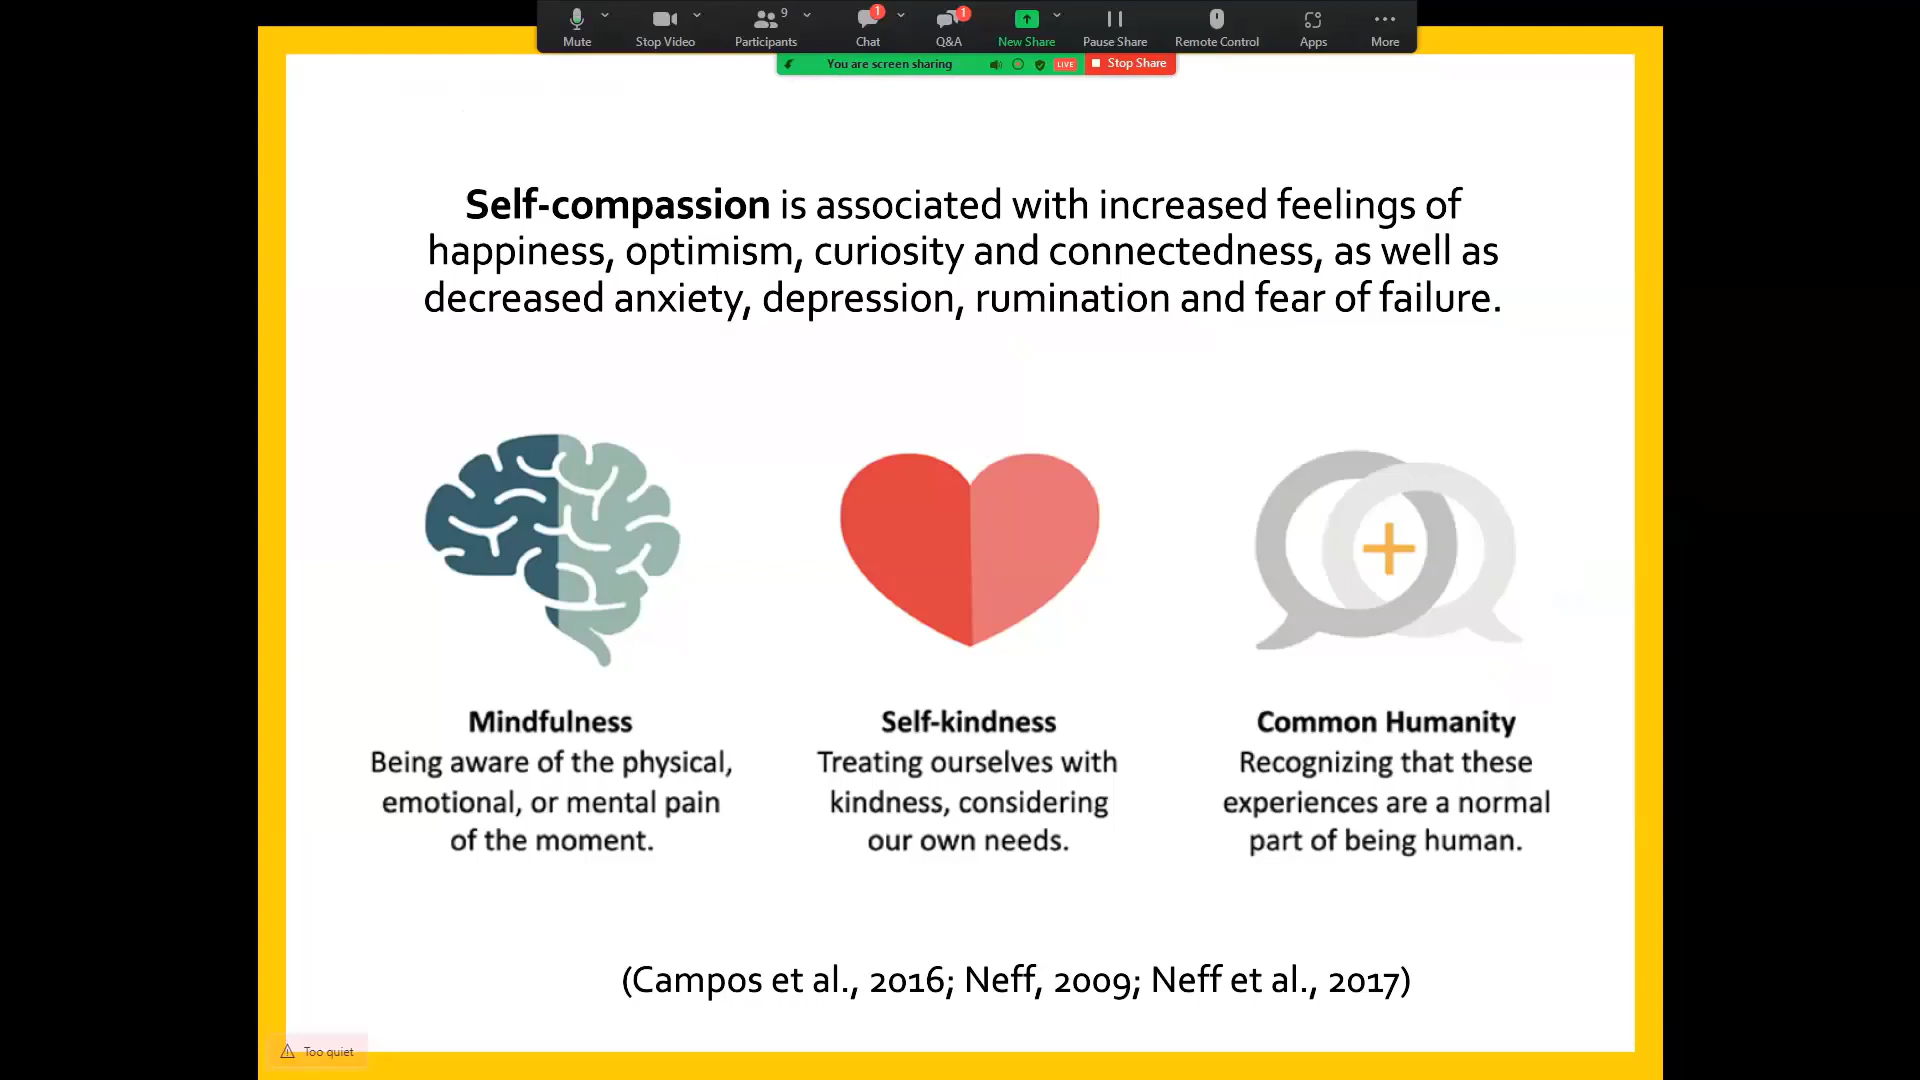 9 1 1
Mute Stop Video Participants Chat Q&A New Share Pause Share Remote Control Apps More
You are screen sharing LIVE Stop Share
Self-compassion is associated with increased feelings of
happiness, optimism, curiosity and connectedness, as well as
decreased anxiety, depression, rumination and fear of failure.
Mindfulness
Being aware of the physical,
emotional, or mental pain
of the moment.
Self-kindness
Treating ourselves with
kindness, considering
our own needs.
Common Humanity
Recognizing that these
experiences are a normal
part of being human.
(Campos et al., 2016; Neff, 2009; Neff et al., 2017)
Too quiet